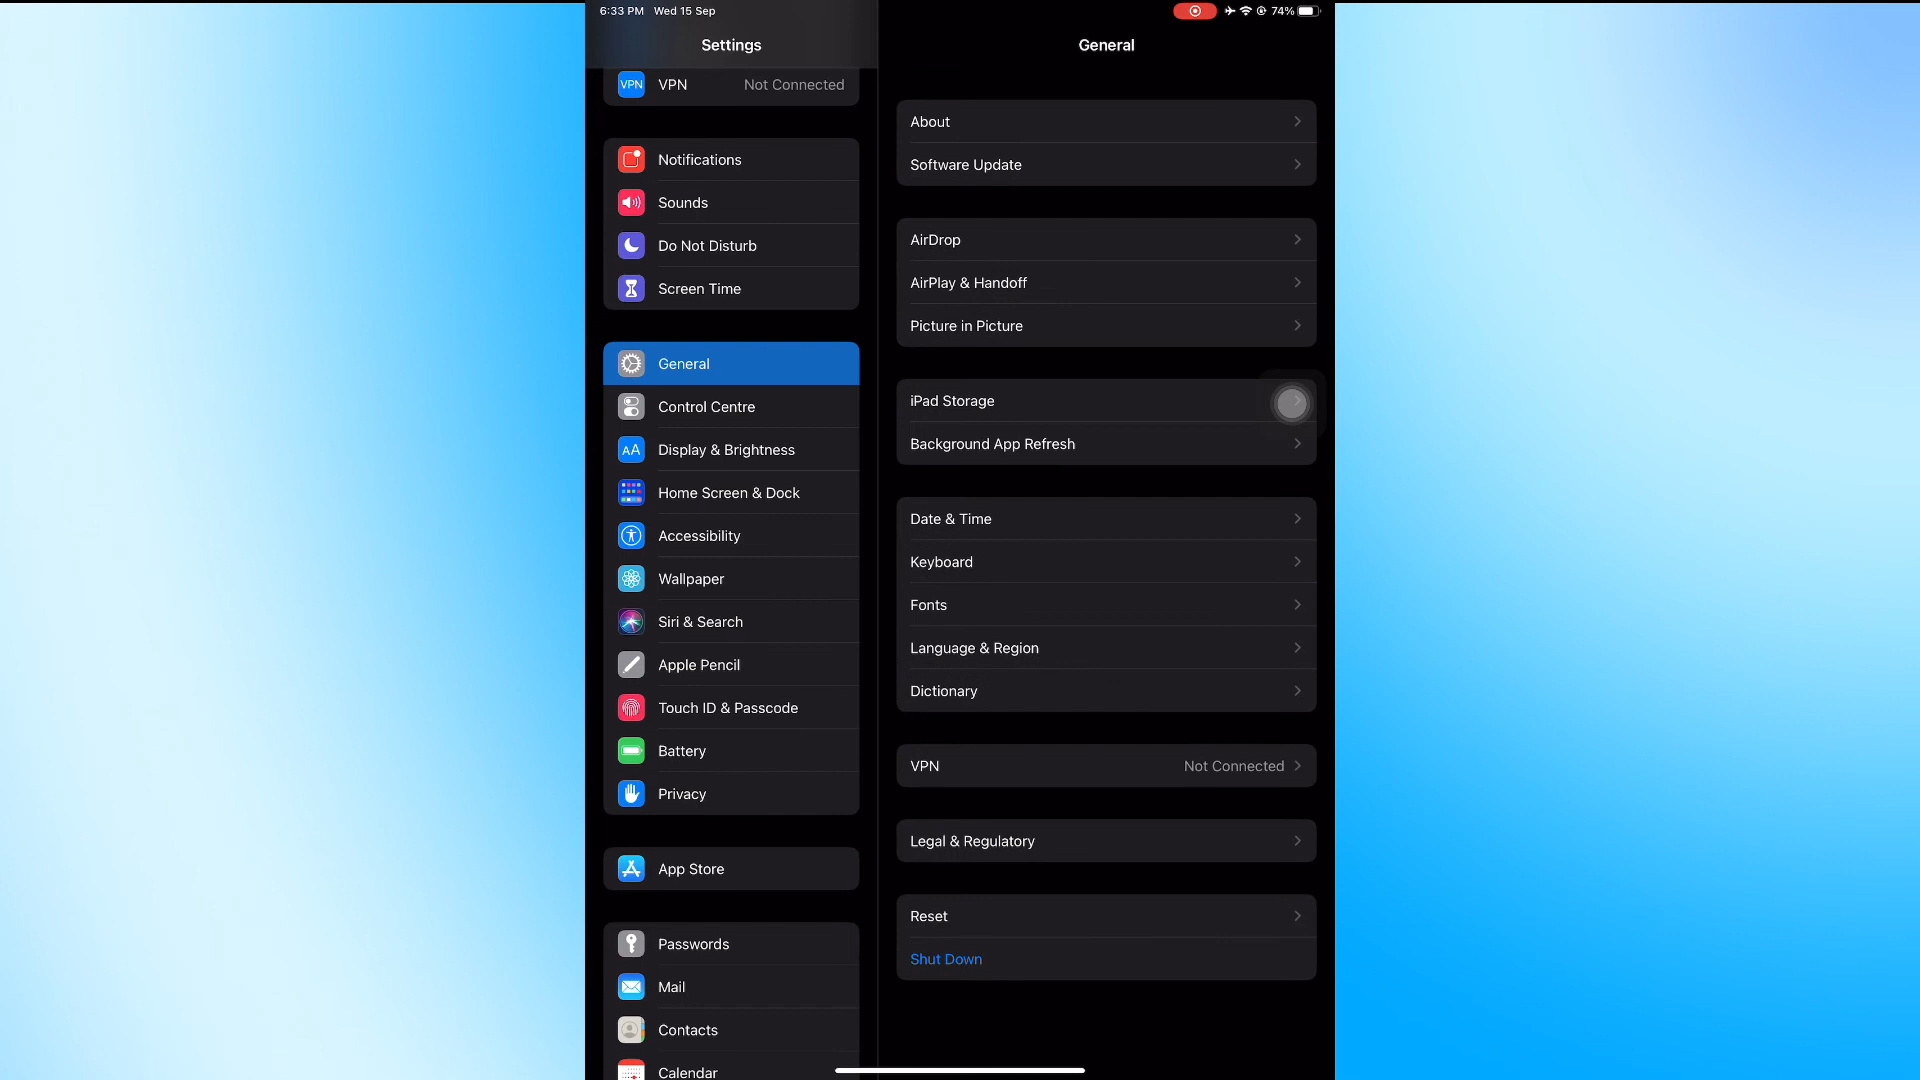 6:33 PM Wed 15 Sep
74%
Settings
VPN Not Connected
Notifications
Sounds
Do Not Disturb
Screen Time
General
Control Centre
AA Display & Brightness
Home Screen & Dock
Accessibility
Wallpaper
Siri & Search
Apple Pencil
Touch ID & Passcode
Battery
Privacy
App Store
Passwords
Mail
Contacts
Calendar
General
About
Software Update
AirDrop
AirPlay & Handoff
Picture in Picture
iPad Storage
Background App Refresh
Date & Time
Keyboard
Fonts
Language & Region
Dictionary
VPN Not Connected
Legal & Regulatory
Reset
Shut Down